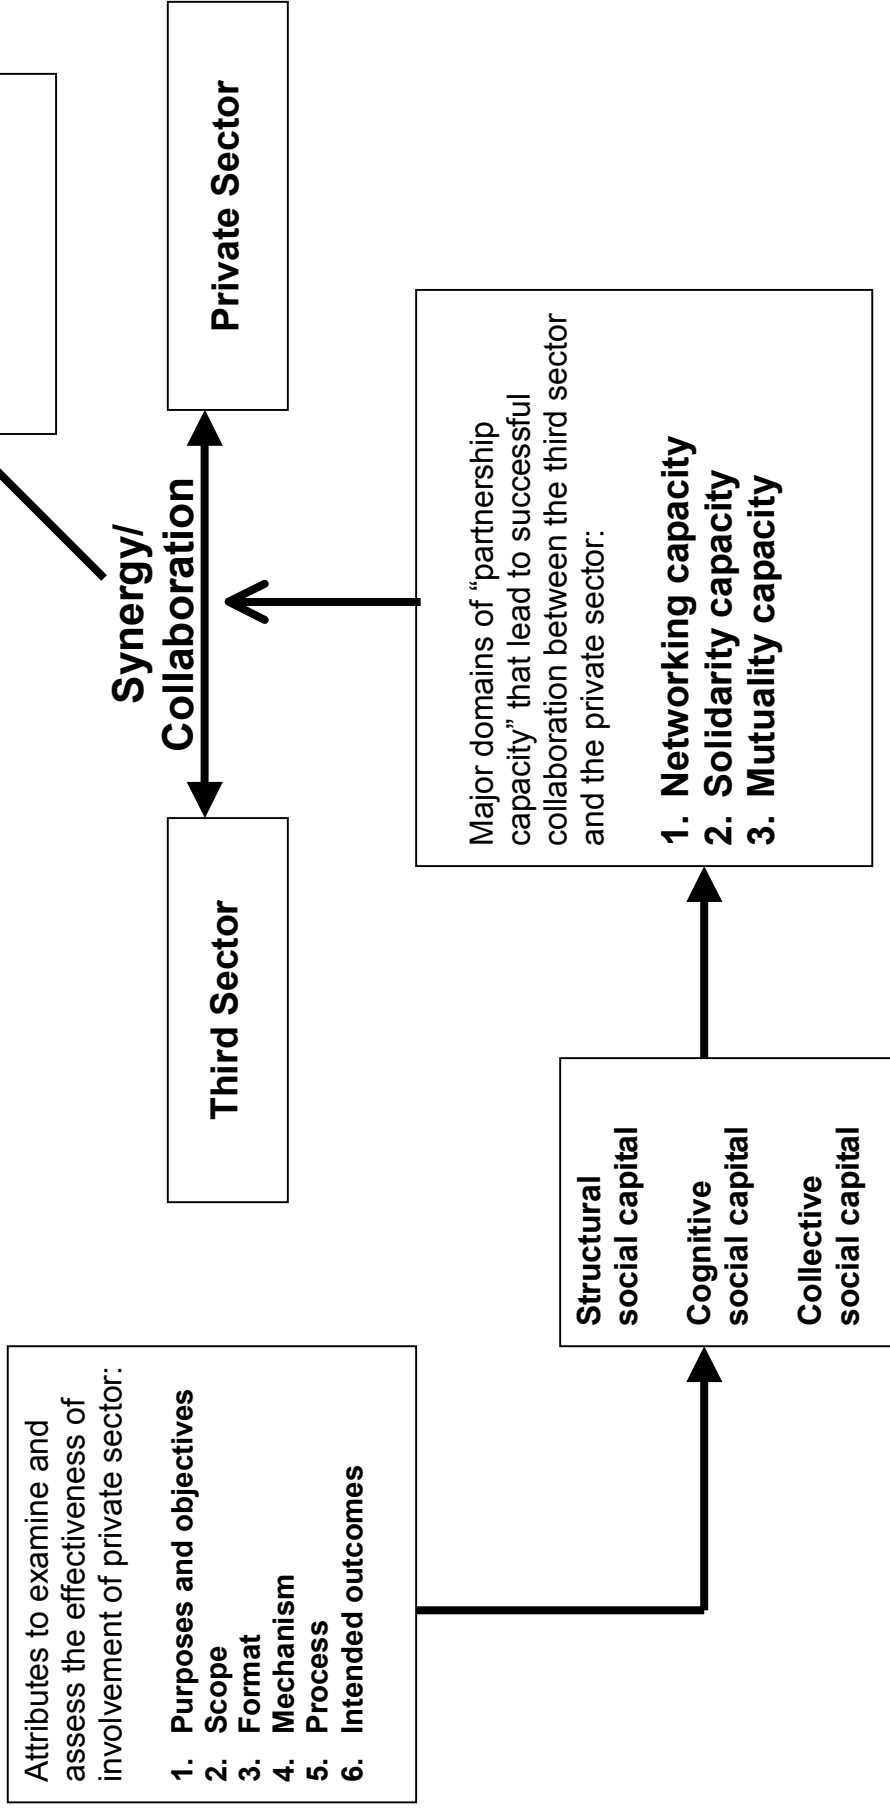 Attributes to examine and
assess the effectiveness of
involvement of private sector:
1. Purposes and objectives
2. Scope
3. Format
4. Mechanism
5. Process
6. Intended outcomes
Third Sector
Synergy/
Collaboration
Private Sector
Structural
social capital
Cognitive
social capital
Collective
social capital
Major domains of “partnership
capacity” that lead to successful
collaboration between the third sector
and the private sector:
1. Networking capacity
2. Solidarity capacity
3. Mutuality capacity